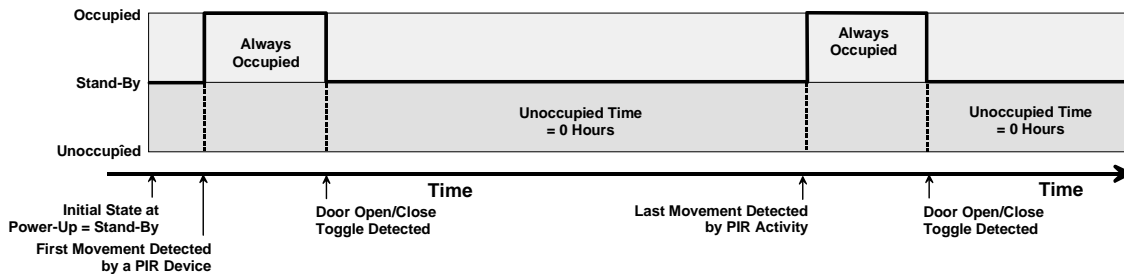 Occupied
Always
Occupied
Always
Occupied
Stand-By
Unoccupied Time
= 0 Hours
Unoccupied Time
= 0 Hours
Unoccupied
Time
Time
Initial State at
Power-Up = Stand-By
First Movement Detected
by a PIR Device
Door Open/Close
Toggle Detected
Last Movement Detected
by PIR Activity
Door Open/Close
Toggle Detected